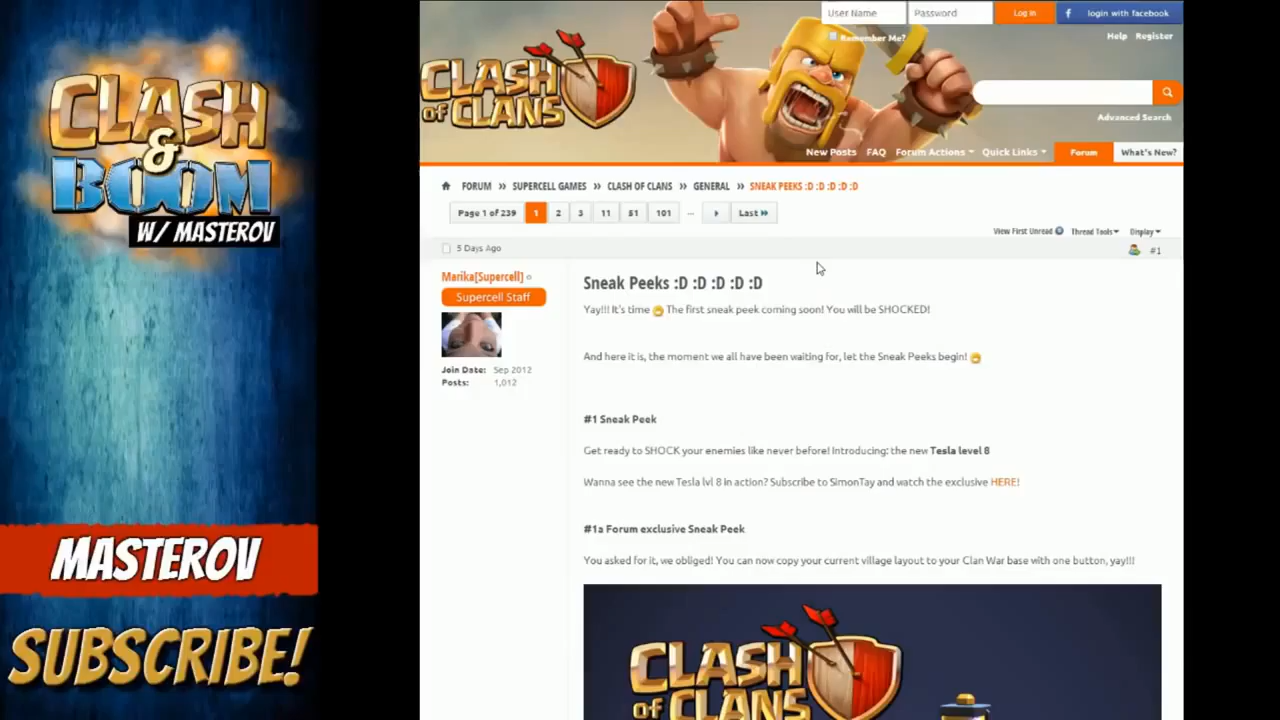 CLASH
&
BOOM
W/ MASTEROV
MASTEROV
SUBSCRIBE!
User Name
Password
Log in
f login with facebook
Remember Me?
Help Register
CLASH
OF CLANS
Advanced Search
New Posts FAQ Forum Actions Quick Links Forum What's New?
FORUM » SUPERCELL GAMES » CLASH OF CLANS » GENERAL » SNEAK PEEKS :D :D :D :D :D
Page 1 of 239 1 2 3 11 51 101 ... Last
View First Unread Thread Tools Display
5 Days Ago
#1
Marika[Supercell]
Supercell Staff
Join Date: Sep 2012
Posts: 1,012
Sneak Peeks :D :D :D :D :D
Yay!!! It's time The first sneak peek coming soon! You will be SHOCKED!
And here it is, the moment we all have been waiting for, let the Sneak Peeks begin!
#1 Sneak Peek
Get ready to SHOCK your enemies like never before! Introducing: the new Tesla level 8
Wanna see the new Tesla lvl 8 in action? Subscribe to SimonTay and watch the exclusive HERE!
#1a Forum exclusive Sneak Peek
You asked for it, we obliged! You can now copy your current village layout to your Clan War base with one button, yay!!!
CLASH
OF CLANS